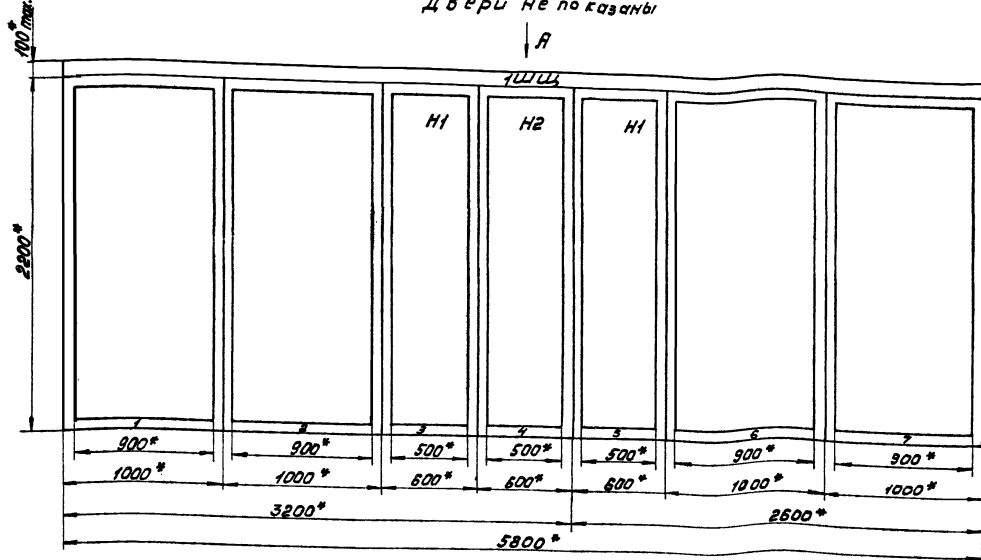 Двери не показаны
100* max.
А
1ШЩ
Н1 Н2 Н1
2200*
1 2 3 4 5 6 7
900* 900* 500* 500* 500* 900* 900*
1000* 1000* 600* 600* 600* 1000* 1000*
3200* 2600*
5800*